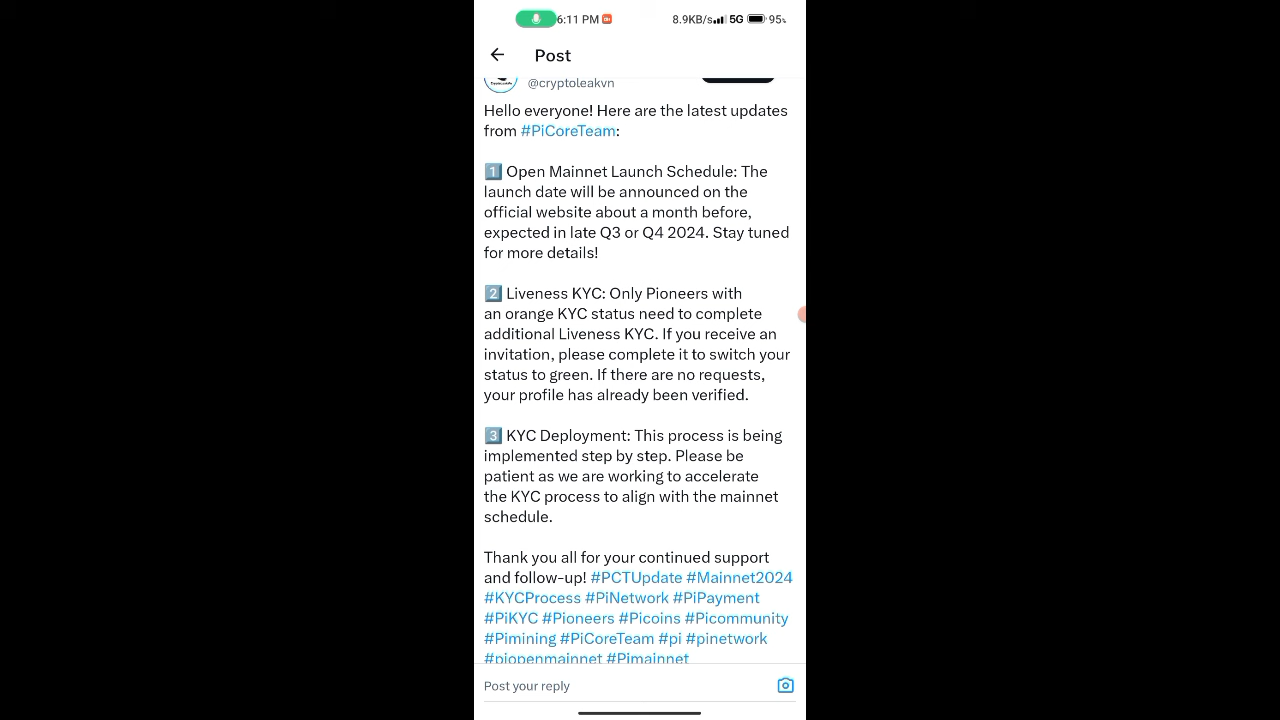 6:11 PM 8.9KB/s 5G 95%
Post
@cryptoleakvn
Hello everyone! Here are the latest updates
from #PiCoreTeam:
1 Open Mainnet Launch Schedule: The
launch date will be announced on the
official website about a month before,
expected in late Q3 or Q4 2024. Stay tuned
for more details!
2 Liveness KYC: Only Pioneers with
an orange KYC status need to complete
additional Liveness KYC. If you receive an
invitation, please complete it to switch your
status to green. If there are no requests,
your profile has already been verified.
3 KYC Deployment: This process is being
implemented step by step. Please be
patient as we are working to accelerate
the KYC process to align with the mainnet
schedule.
Thank you all for your continued support
and follow-up! #PCTUpdate #Mainnet2024
#KYCProcess #PiNetwork #PiPayment
#PiKYC #Pioneers #Picoins #Picommunity
#Pimining #PiCoreTeam #pi #pinetwork
#piopenmainnet #Pimainnet
Post your reply